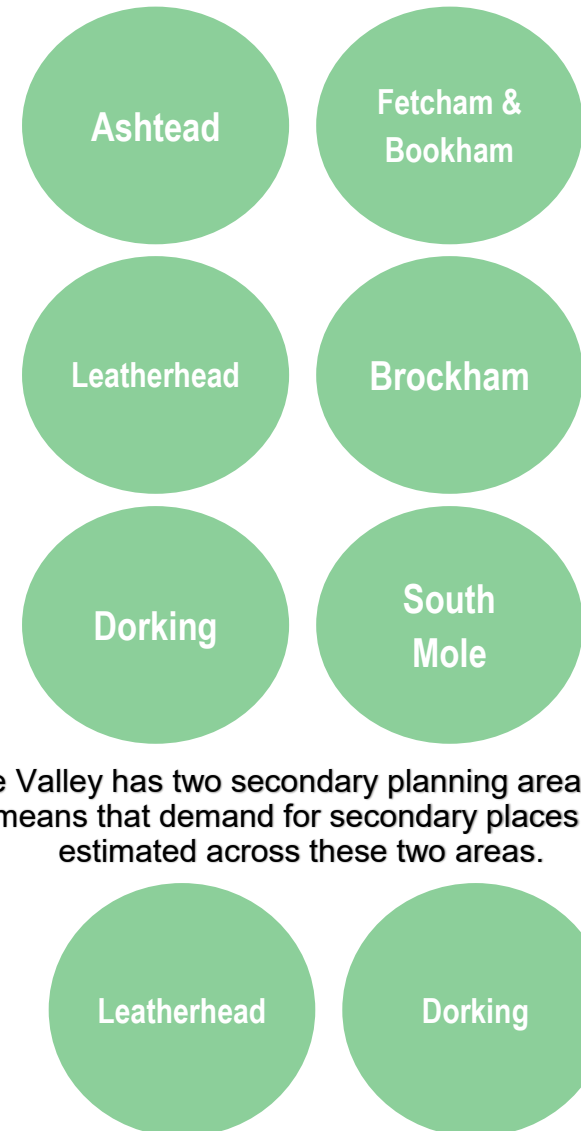 Ashtead
Fetcham &
Bookham
Leatherhead
Brockham
Dorking
South
Mole
e Valley has two secondary planning area
means that demand for secondary places
estimated across these two areas.
Leatherhead
Dorking